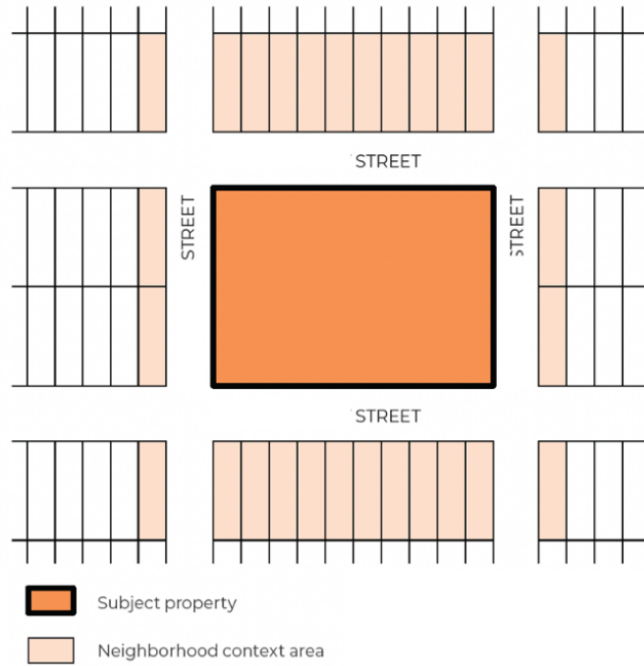 STREET
STREET
STREET
STREET
Subject property
Neighborhood context area